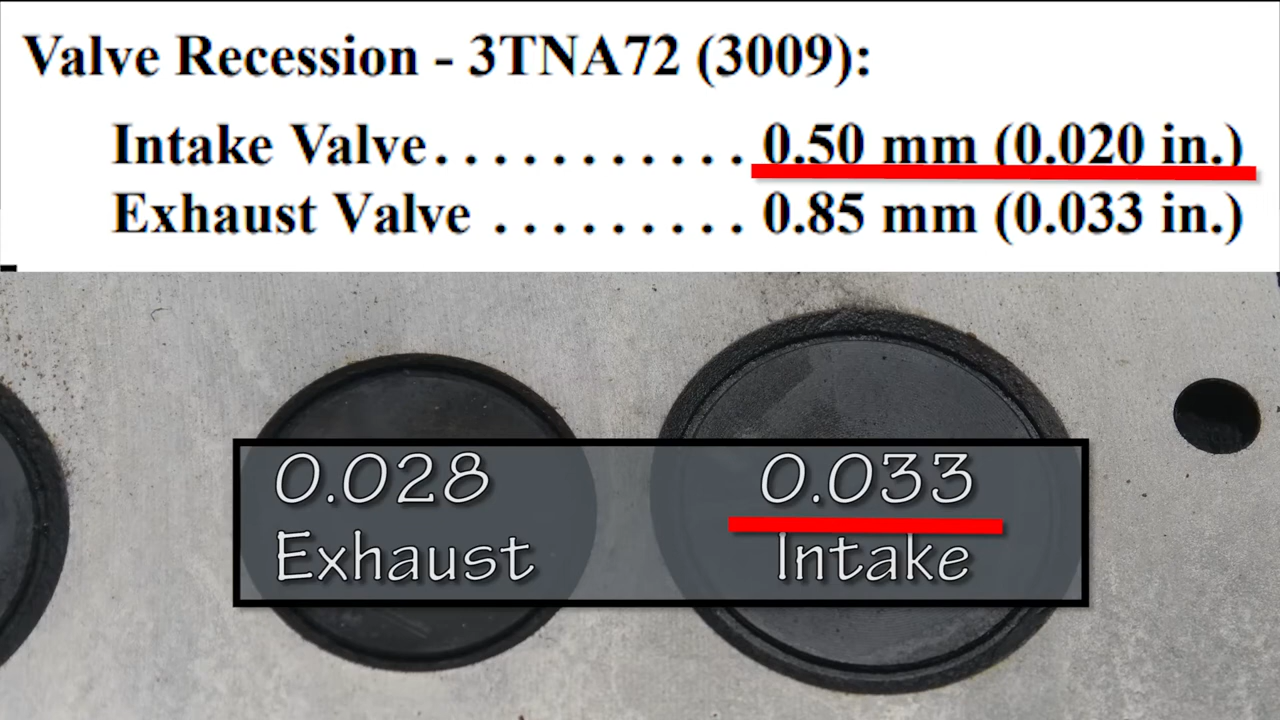 Valve Recession - 3TNA72 (3009):
Intake Valve........... 0.50 mm (0.020 in.)
Exhaust Valve ......... 0.85 mm (0.033 in.)
0.028 0.033
Exhaust Intake